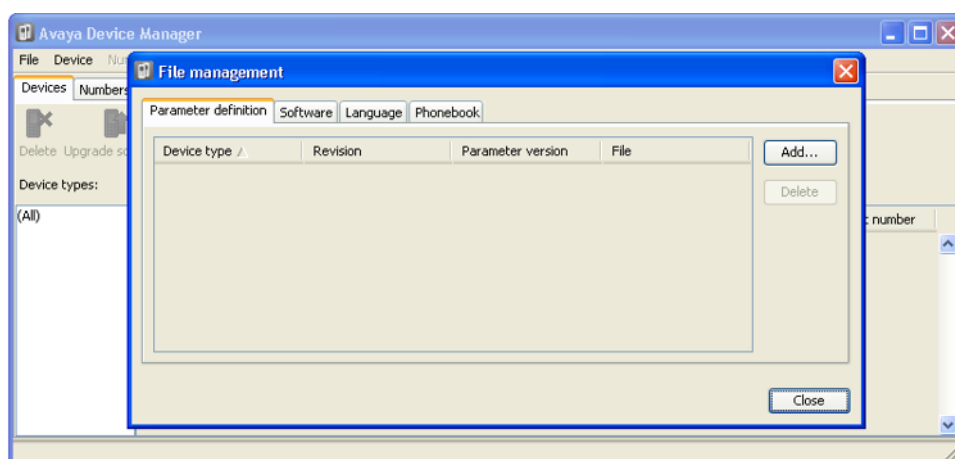 Avaya Device Manager
File Device
File management
Devices Numbers
Parameter definition Software Language Phonebook
Delete Upgrade
Device type Revision Parameter version File
Add...
Device types:
Delete
(All)
number
Close